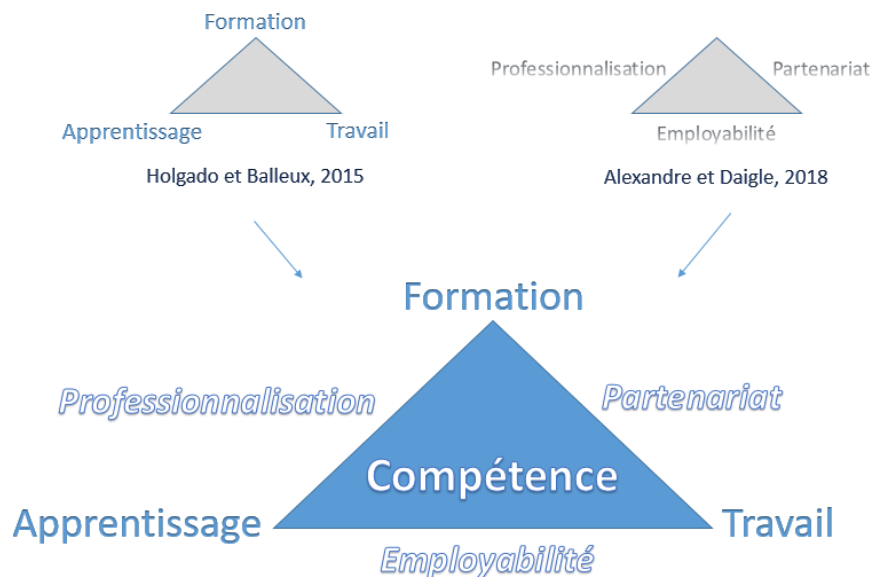 Formation
Apprentissage
Travail
Holgado et Balleux, 2015
Professionnalisation
Partenariat
Employabilité
Alexandre et Daigle, 2018
Formation
Professionnalisation
Partenariat
Compétence
Apprentissage
Travail
Employabilité